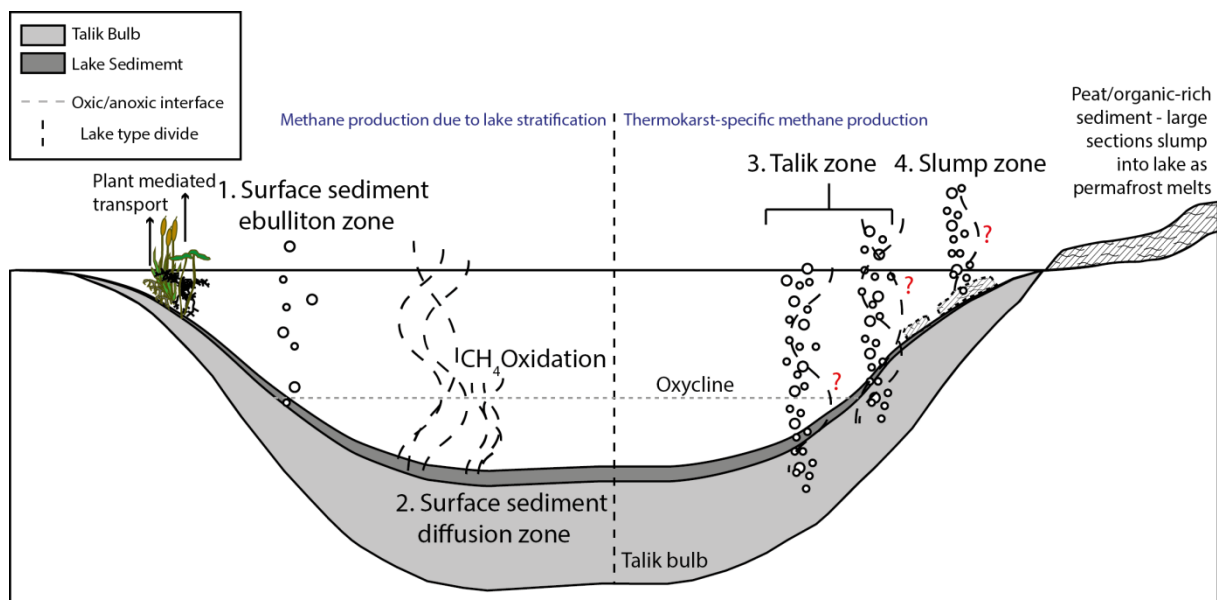 Talik Bulb
Lake Sedimemt
Oxic/anoxic interface
Lake type divide
Methane production due to lake stratification
Thermokarst-specific methane production
Peat/organic-rich
sediment - large
sections slump
into lake as
permafrost melts
Plant mediated
transport
1. Surface sediment
ebulliton zone
3. Talik zone
4. Slump zone
?
?
?
CH4Oxidation
Oxycline
2. Surface sediment
diffusion zone
Talik bulb